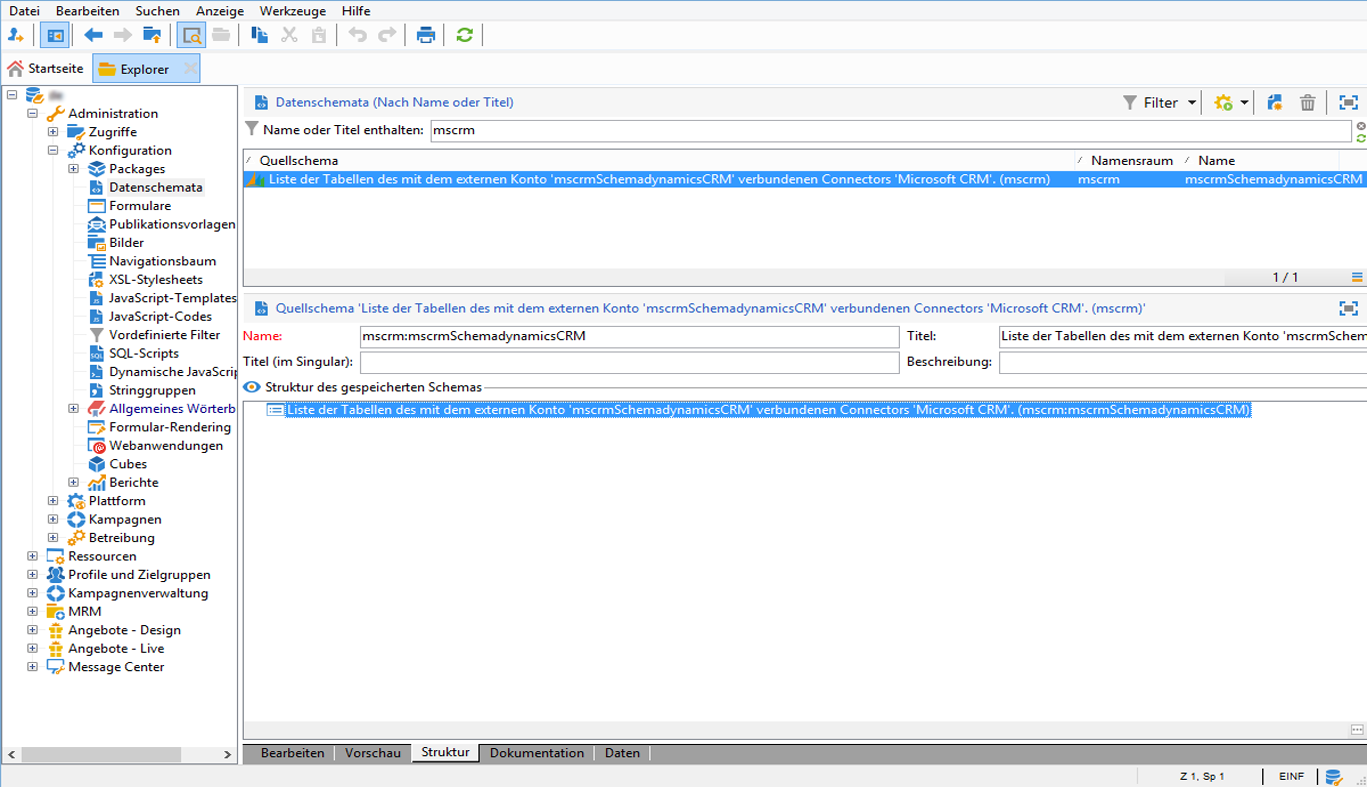 Datei Bearbeiten Suchen Anzeige Werkzeuge Hilfe
Startseite Explorer
Administration
Zugriffe
Konfiguration
Packages
Datenschemata
Formulare
Publikationsvorlagen
Bilder
Navigationsbaum
XSL-Stylesheets
JavaScript-Templates
JavaScript-Codes
Vordefinierte Filter
SQL-Scripts
Dynamische JavaScrip
Stringgruppen
Allgemeines Wörterb
Formular-Rendering
Webanwendungen
Cubes
Berichte
Plattform
Kampagnen
Betreibung
Ressourcen
Profile und Zielgruppen
Kampagnenverwaltung
MRM
Angebote - Design
Angebote - Live
Message Center
Datenschemata (Nach Name oder Titel) Filter
Name oder Titel enthalten: mscrm
Quellschema Namensraum Name
Liste der Tabellen des mit dem externen Konto 'mscrmSchemadynamicsCRM' verbundenen Connectors 'Microsoft CRM'. (mscrm) mscrm mscrmSchemadynamicsCRM
1 / 1
Quellschema 'Liste der Tabellen des mit dem externen Konto 'mscrmSchemadynamicsCRM' verbundenen Connectors 'Microsoft CRM'. (mscrm)'
Name: mscrm:mscrmSchemadynamicsCRM Titel: Liste der Tabellen des mit dem externen Konto 'mscrmSchem
Titel (im Singular): Beschreibung:
Struktur des gespeicherten Schemas
Liste der Tabellen des mit dem externen Konto 'mscrmSchemadynamicsCRM' verbundenen Connectors 'Microsoft CRM'. (mscrm:mscrmSchemadynamicsCRM)
Bearbeiten Vorschau Struktur Dokumentation Daten
Z 1, Sp 1 EINF